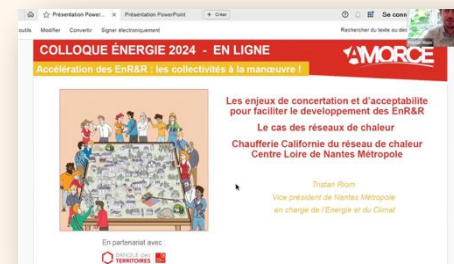 Présentation Power... × Présentation PowerPoint + Créer Se conn
outils Modifier Convertir Signer électroniquement Rechercher du texte ou des
COLLOQUE ÉNERGIE 2024 - EN LIGNE
AMORCE
Accélération des EnR&R : les collectivités à la manœuvre !
Les enjeux de concertation et d'acceptabilite
pour faciliter le developpement des EnR&R
Le cas des réseaux de chaleur
Chaufferie Californie du réseau de chaleur
Centre Loire de Nantes Métropole
Tristan Riom
Vice président de Nantes Métropole
en charge de l'Energie et du Climat
En partenariat avec :
BANQUE des
TERRITOIRES